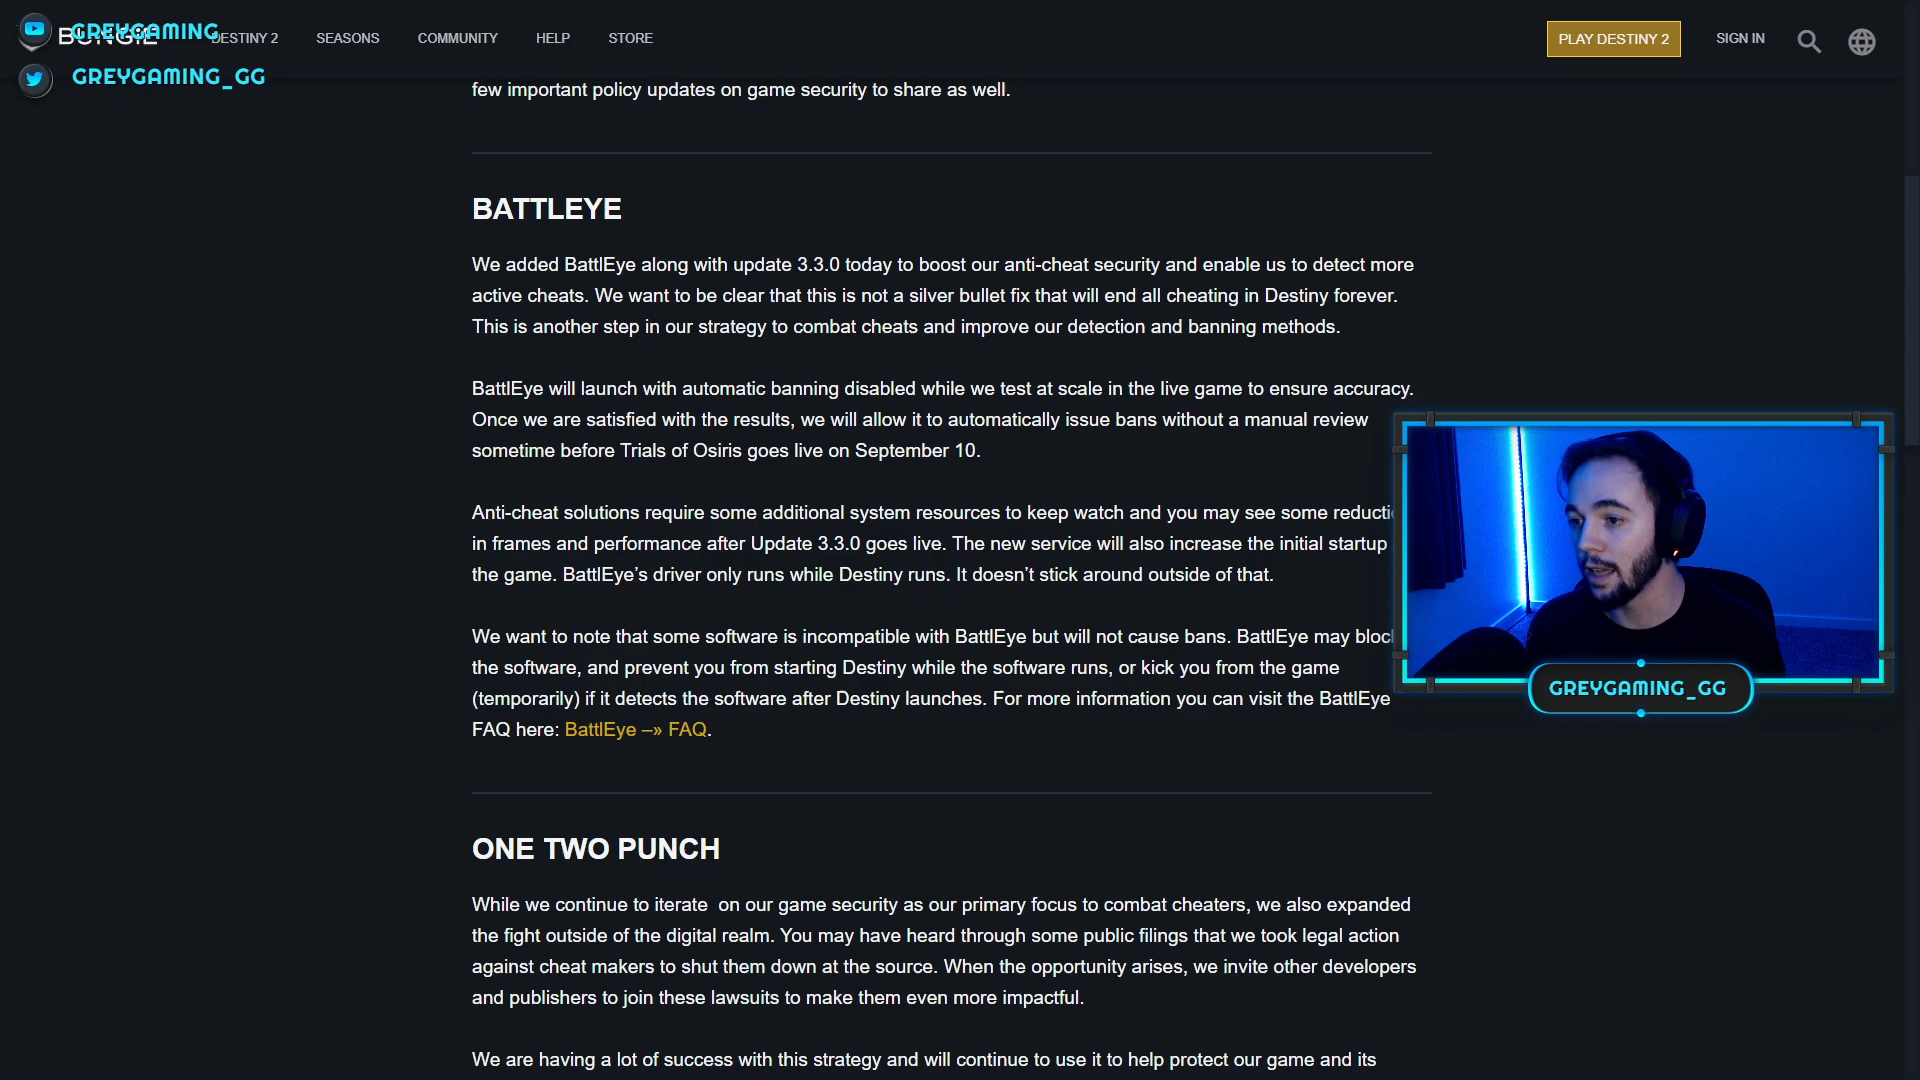 GREYGAMING
BUNGiE
DESTINY 2 SEASONS COMMUNITY HELP STORE PLAY DESTINY 2 SIGN IN
GREYGAMING_GG
few important policy updates on game security to share as well.
BATTLEYE
We added BattlEye along with update 3.3.0 today to boost our anti-cheat security and enable us to detect more
active cheats. We want to be clear that this is not a silver bullet fix that will end all cheating in Destiny forever.
This is another step in our strategy to combat cheats and improve our detection and banning methods.
BattlEye will launch with automatic banning disabled while we test at scale in the live game to ensure accuracy.
Once we are satisfied with the results, we will allow it to automatically issue bans without a manual review
sometime before Trials of Osiris goes live on September 10.
Anti-cheat solutions require some additional system resources to keep watch and you may see some reducti
in frames and performance after Update 3.3.0 goes live. The new service will also increase the initial startup
the game. BattlEye’s driver only runs while Destiny runs. It doesn’t stick around outside of that.
We want to note that some software is incompatible with BattlEye but will not cause bans. BattlEye may bloc
the software, and prevent you from starting Destiny while the software runs, or kick you from the game
(temporarily) if it detects the software after Destiny launches. For more information you can visit the BattlEye
FAQ here: BattlEye –» FAQ.
GREYGAMING_GG
ONE TWO PUNCH
While we continue to iterate  on our game security as our primary focus to combat cheaters, we also expanded
the fight outside of the digital realm. You may have heard through some public filings that we took legal action
against cheat makers to shut them down at the source. When the opportunity arises, we invite other developers
and publishers to join these lawsuits to make them even more impactful.
We are having a lot of success with this strategy and will continue to use it to help protect our game and its